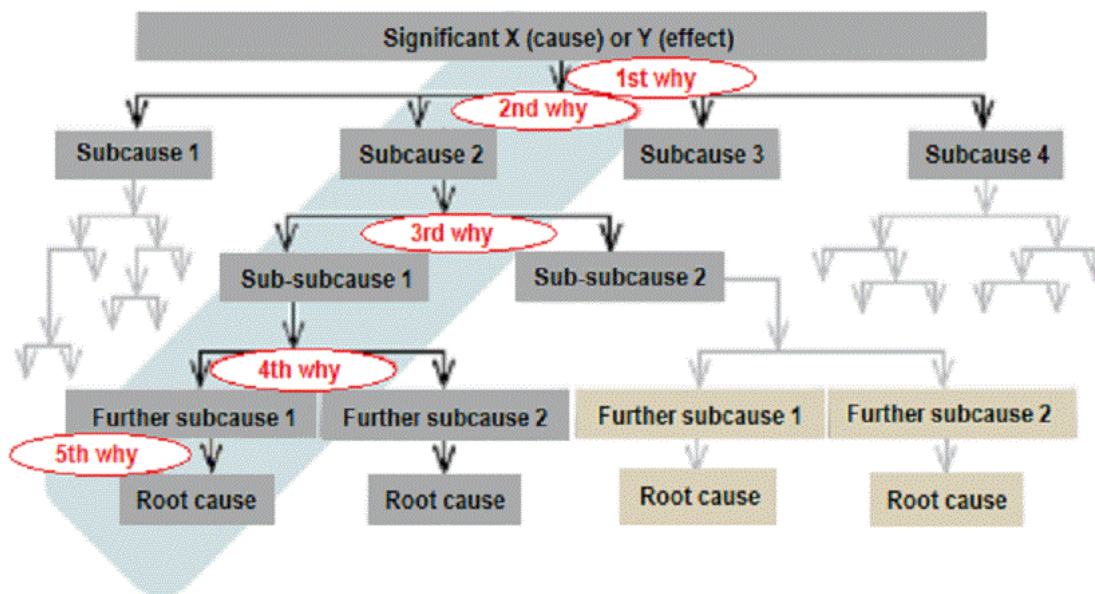 Significant X (cause) or Y (effect)
1st why
2nd why
Subcause 1
Subcause 2
Subcause 3
Subcause 4
3rd why
Sub-subcause 1
Sub-subcause 2
4th why
Further subcause 1
Further subcause 2
Further subcause 1
Further subcause 2
5th why
Root cause
Root cause
Root cause
Root cause